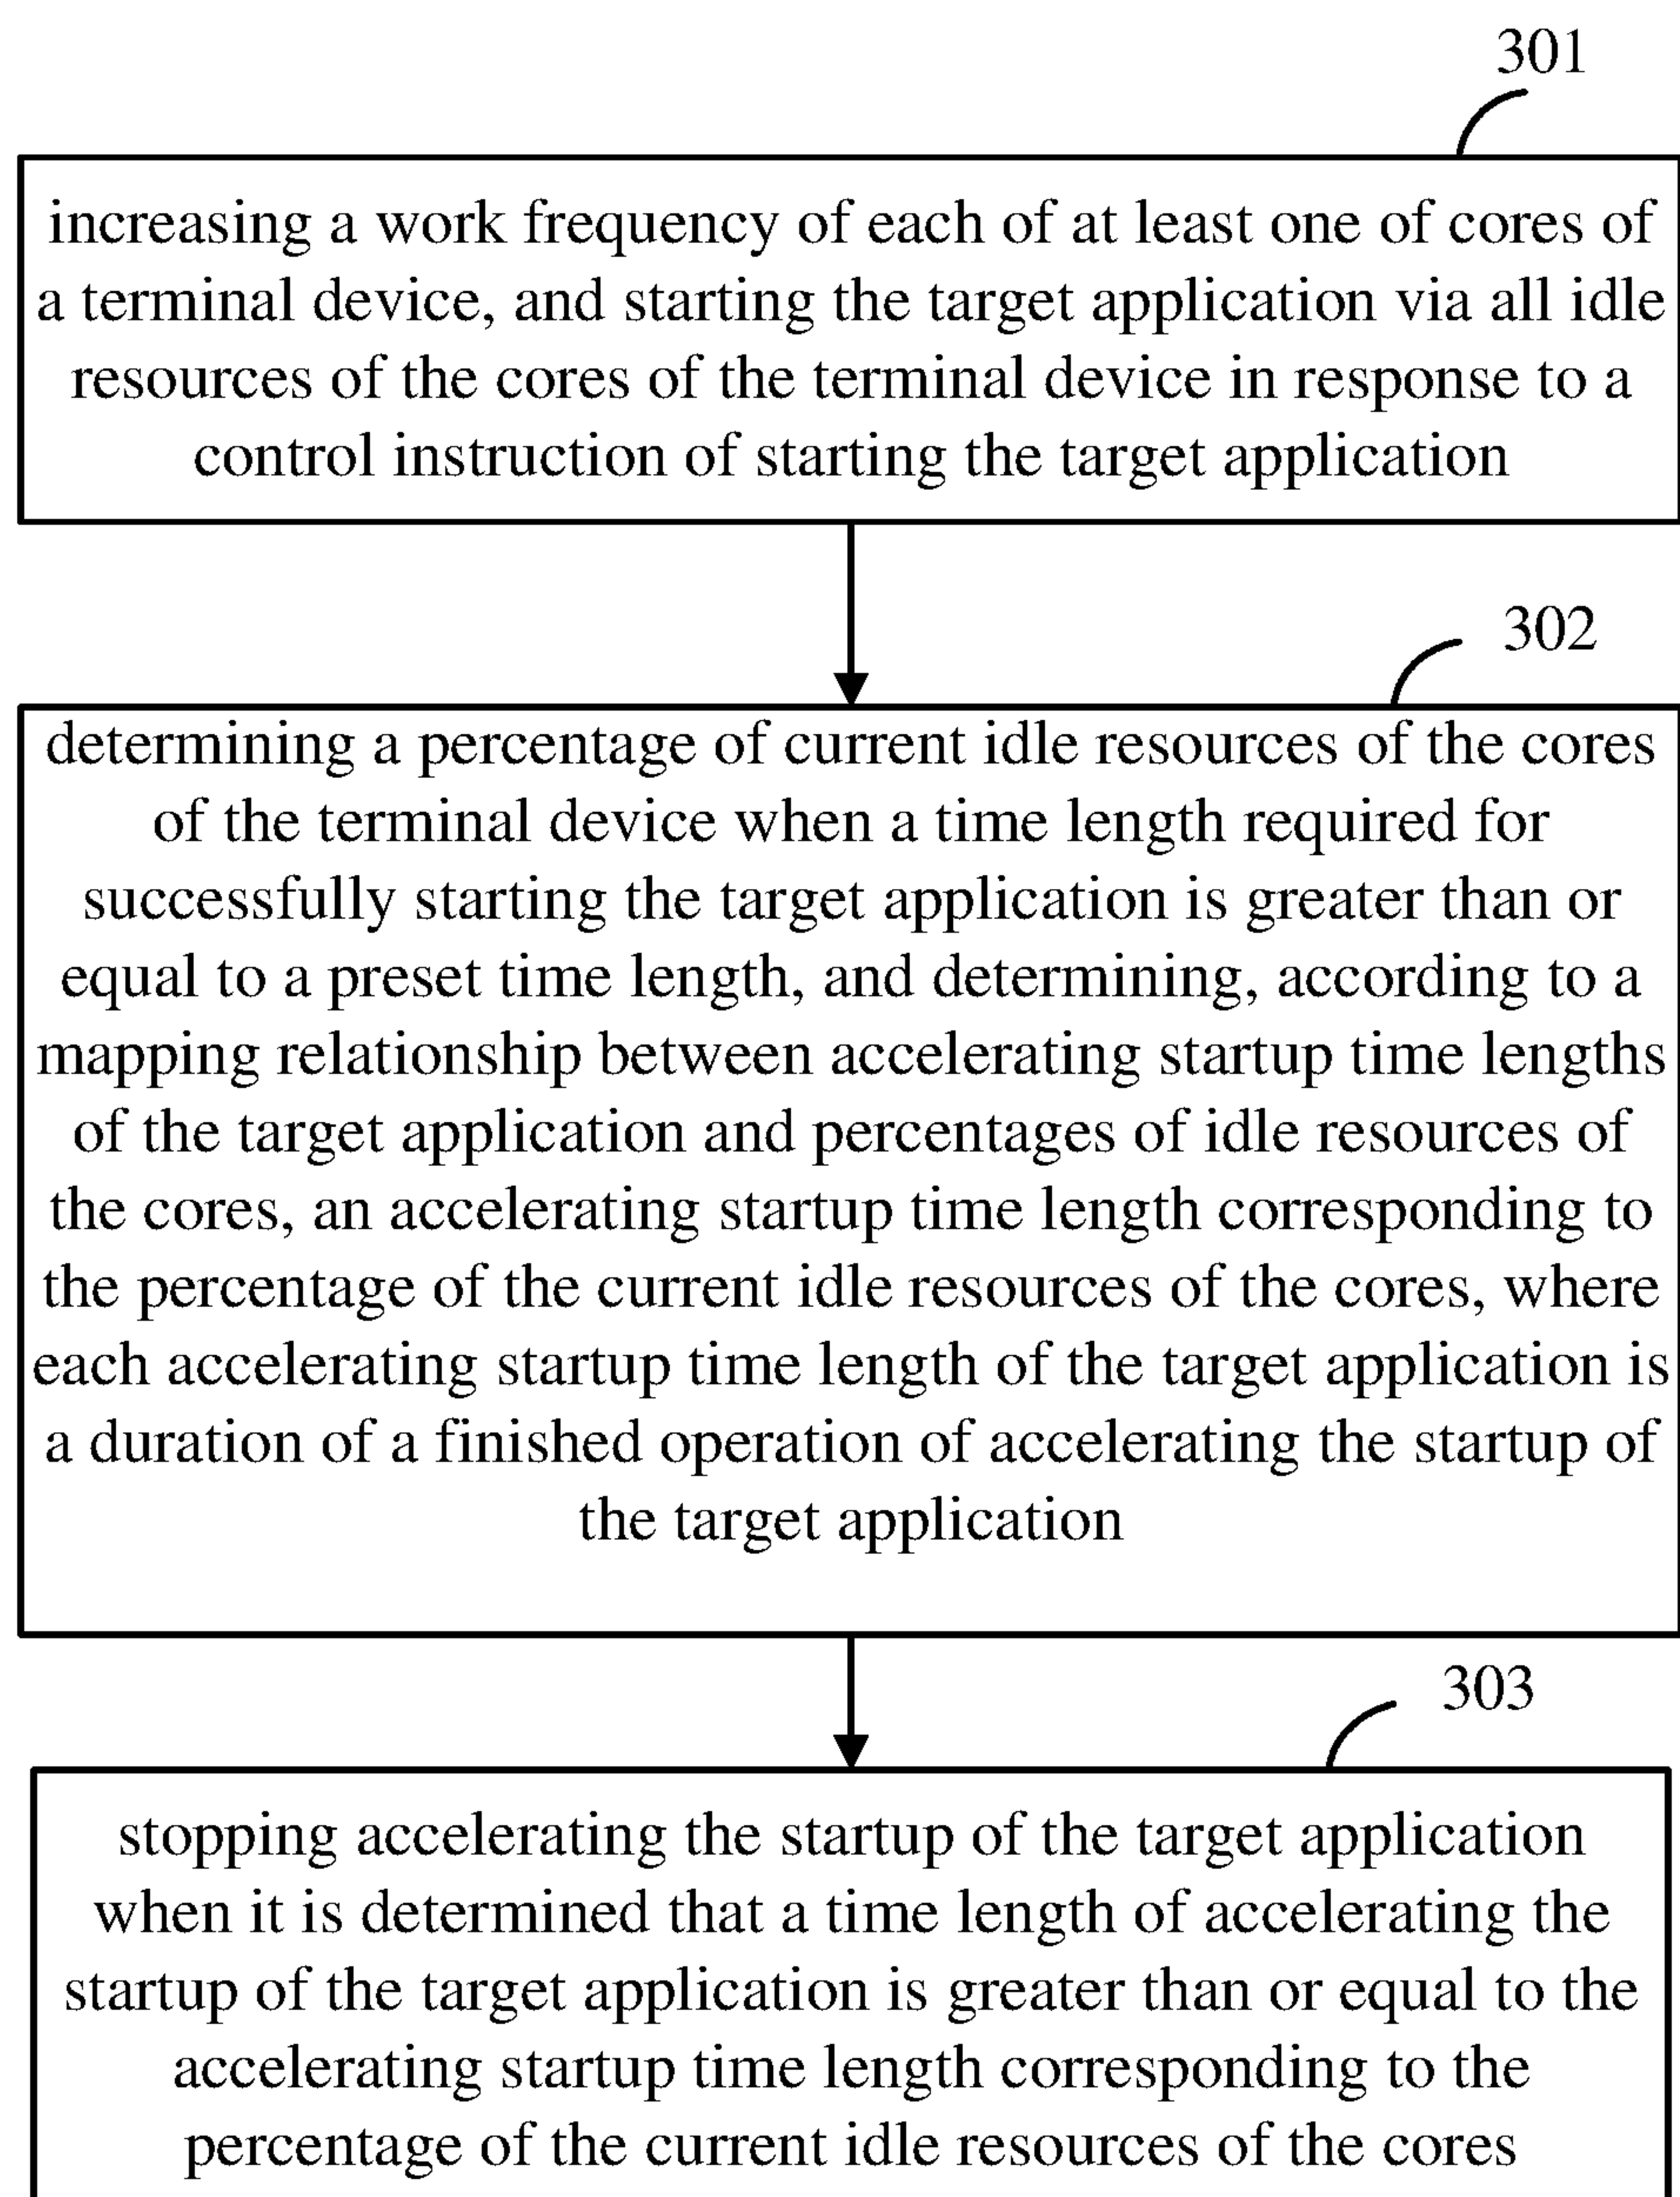 301
increasing a work frequency of each of at least one of cores of
a terminal device, and starting the target application via all idle
resources of the cores of the terminal device in response to a
control instruction of starting the target application
302
determining a percentage of current idle resources of the cores
of the terminal device when a time length required for
successfully starting the target application is greater than or
equal to a preset time length, and determining, according to a
mapping relationship between accelerating startup time lengths
of the target application and percentages of idle resources of
the cores, an accelerating startup time length corresponding to
the percentage of the current idle resources of the cores, where
each accelerating startup time length of the target application is
a duration of a finished operation of accelerating the startup of
the target application
303
stopping accelerating the startup of the target application
when it is determined that a time length of accelerating the
startup of the target application is greater than or equal to the
accelerating startup time length corresponding to the
percentage of the current idle resources of the cores